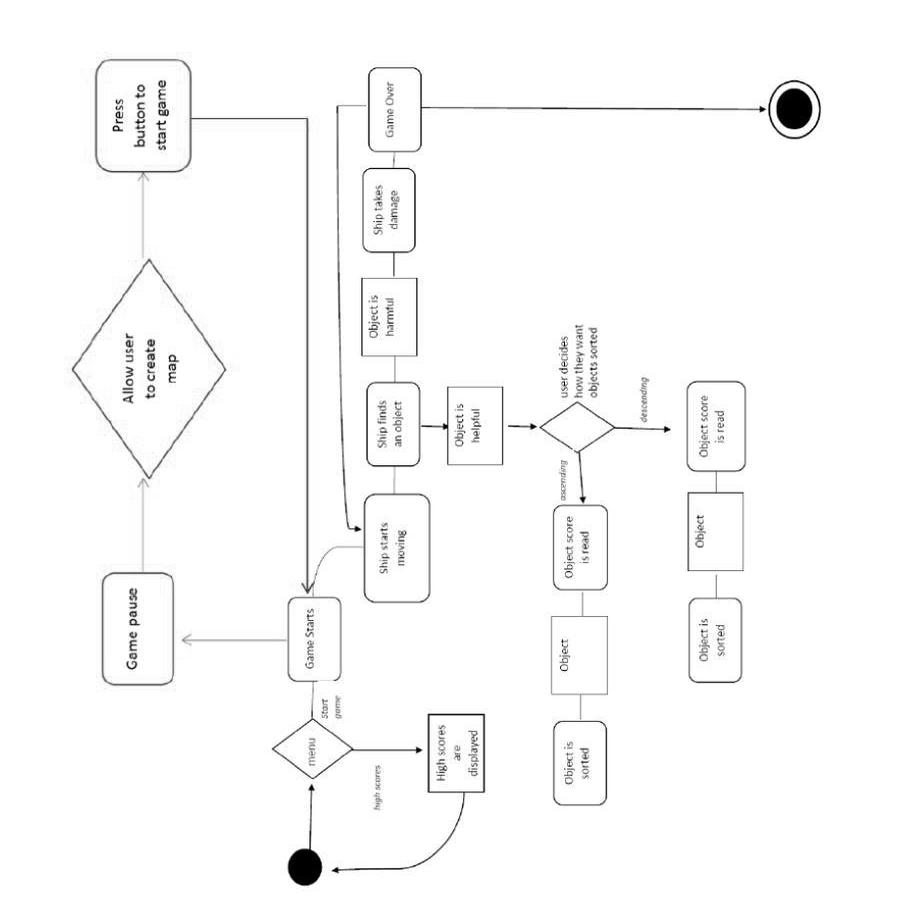 Press
button to
start game
Allow user
to create
map
Game pause
Game Over
Ship takes
damage
Object is
harmful
Ship finds
an object
Ship starts
moving
Game Starts
Start
game
menu
high scores
High scores
are
displayed
Object is
helpful
user decides
how they want
objects sorted
ascending
descending
Object score
is read
Object
Object is
sorted
Object score
is read
Object
Object is
sorted